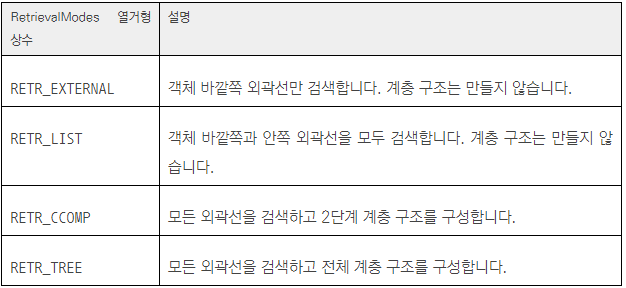 RetrievalModes 열거형 상수
설명
RETR_EXTERNAL
객체 바깥쪽 외곽선만 검색합니다. 계층 구조는 만들지 않습니다.
RETR_LIST
객체 바깥쪽과 안쪽 외곽선을 모두 검색합니다. 계층 구조는 만들지 않
습니다.
RETR_CCOMP
모든 외곽선을 검색하고 2단계 계층 구조를 구성합니다.
RETR_TREE
모든 외곽선을 검색하고 전체 계층 구조를 구성합니다.